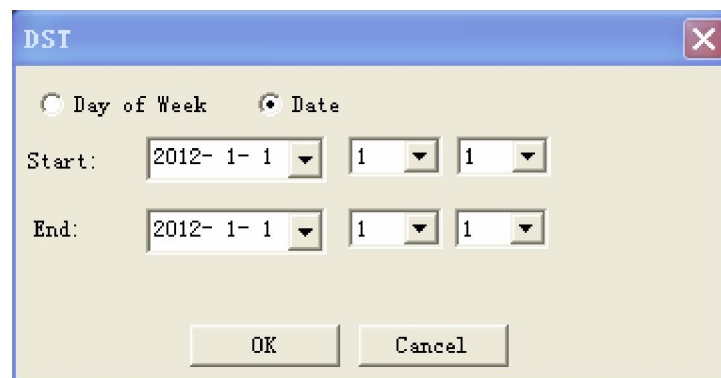 DST
Day of Week Date
Start: 2012- 1- 1 1 1
End: 2012- 1- 1 1 1
OK Cancel